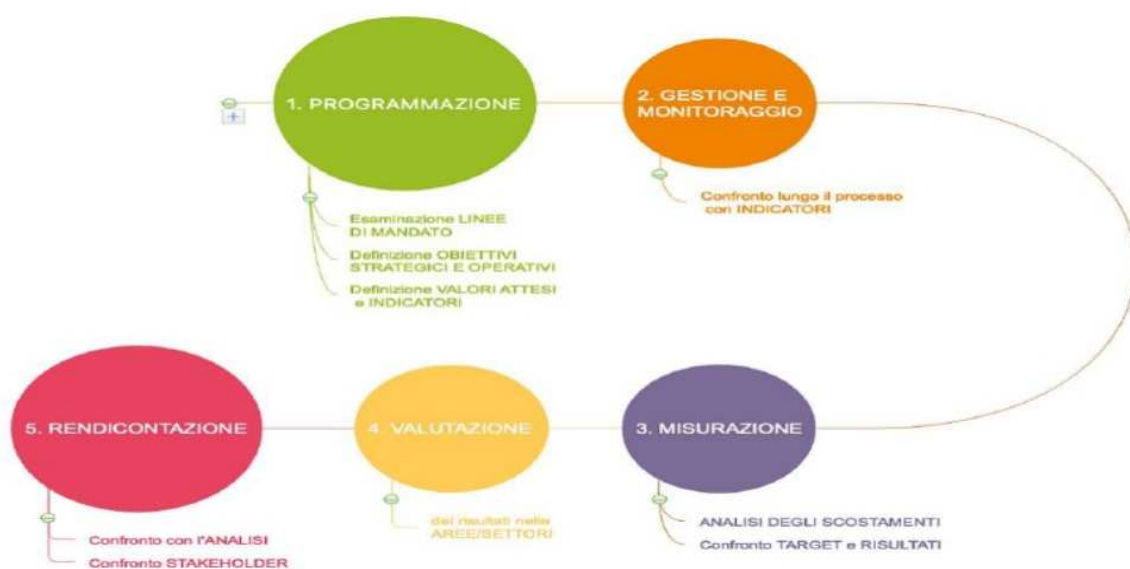 1. PROGRAMMAZIONE
Esaminazione LINEE
DI MANDATO
Definizione OBIETTIVI
STRATEGICI E OPERATIVI
Definizione VALORI ATTESI
e INDICATORI
2. GESTIONE E
MONITORAGGIO
Confronto lungo il processo
con INDICATORI
3. MISURAZIONE
ANALISI DEGLI SCOSTAMENTI
Confronto TARGET e RISULTATI
4. VALUTAZIONE
dei risultati nelle
AREE/SETTORI
5. RENDICONTAZIONE
Confronto con l'ANALISI
Confronto STAKEHOLDER